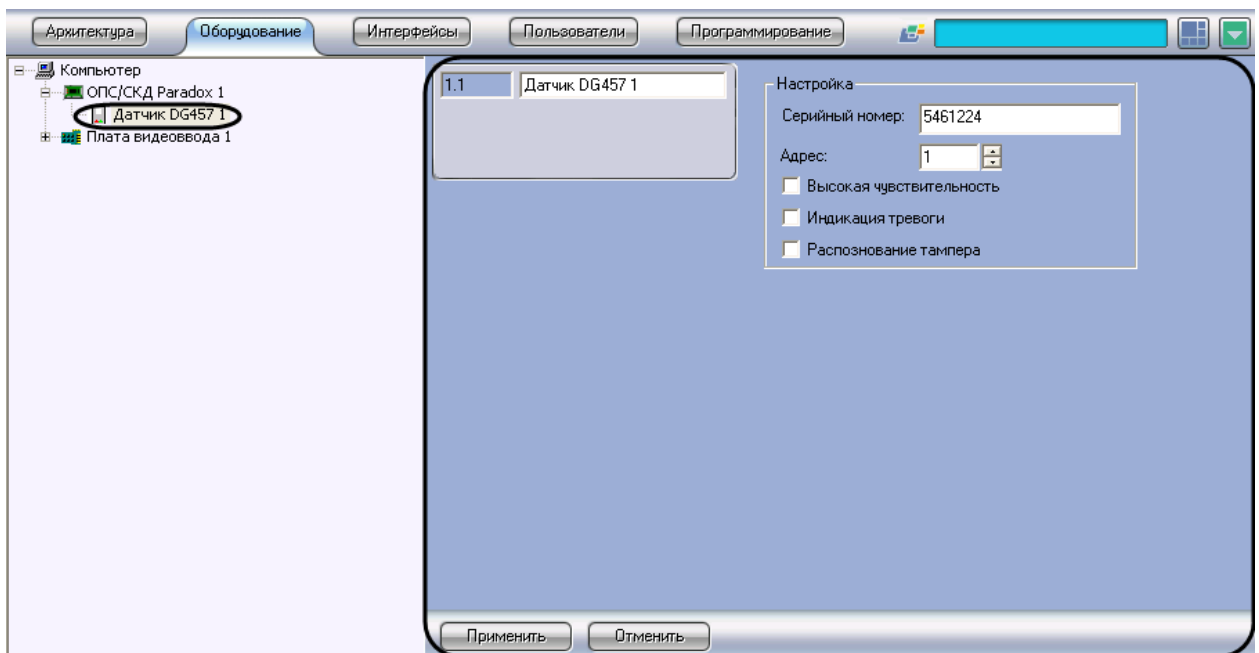 Архитектура Оборудование Интерфейсы Пользователи Программирование
Компьютер
ОПС/СКД Paradox 1
Датчик DG457 1
Плата видеоввода 1
1.1 Датчик DG457 1
Настройка
Серийный номер: 5461224
Адрес: 1
Высокая чувствительность
Индикация тревоги
Распознование тампера
Применить Отменить